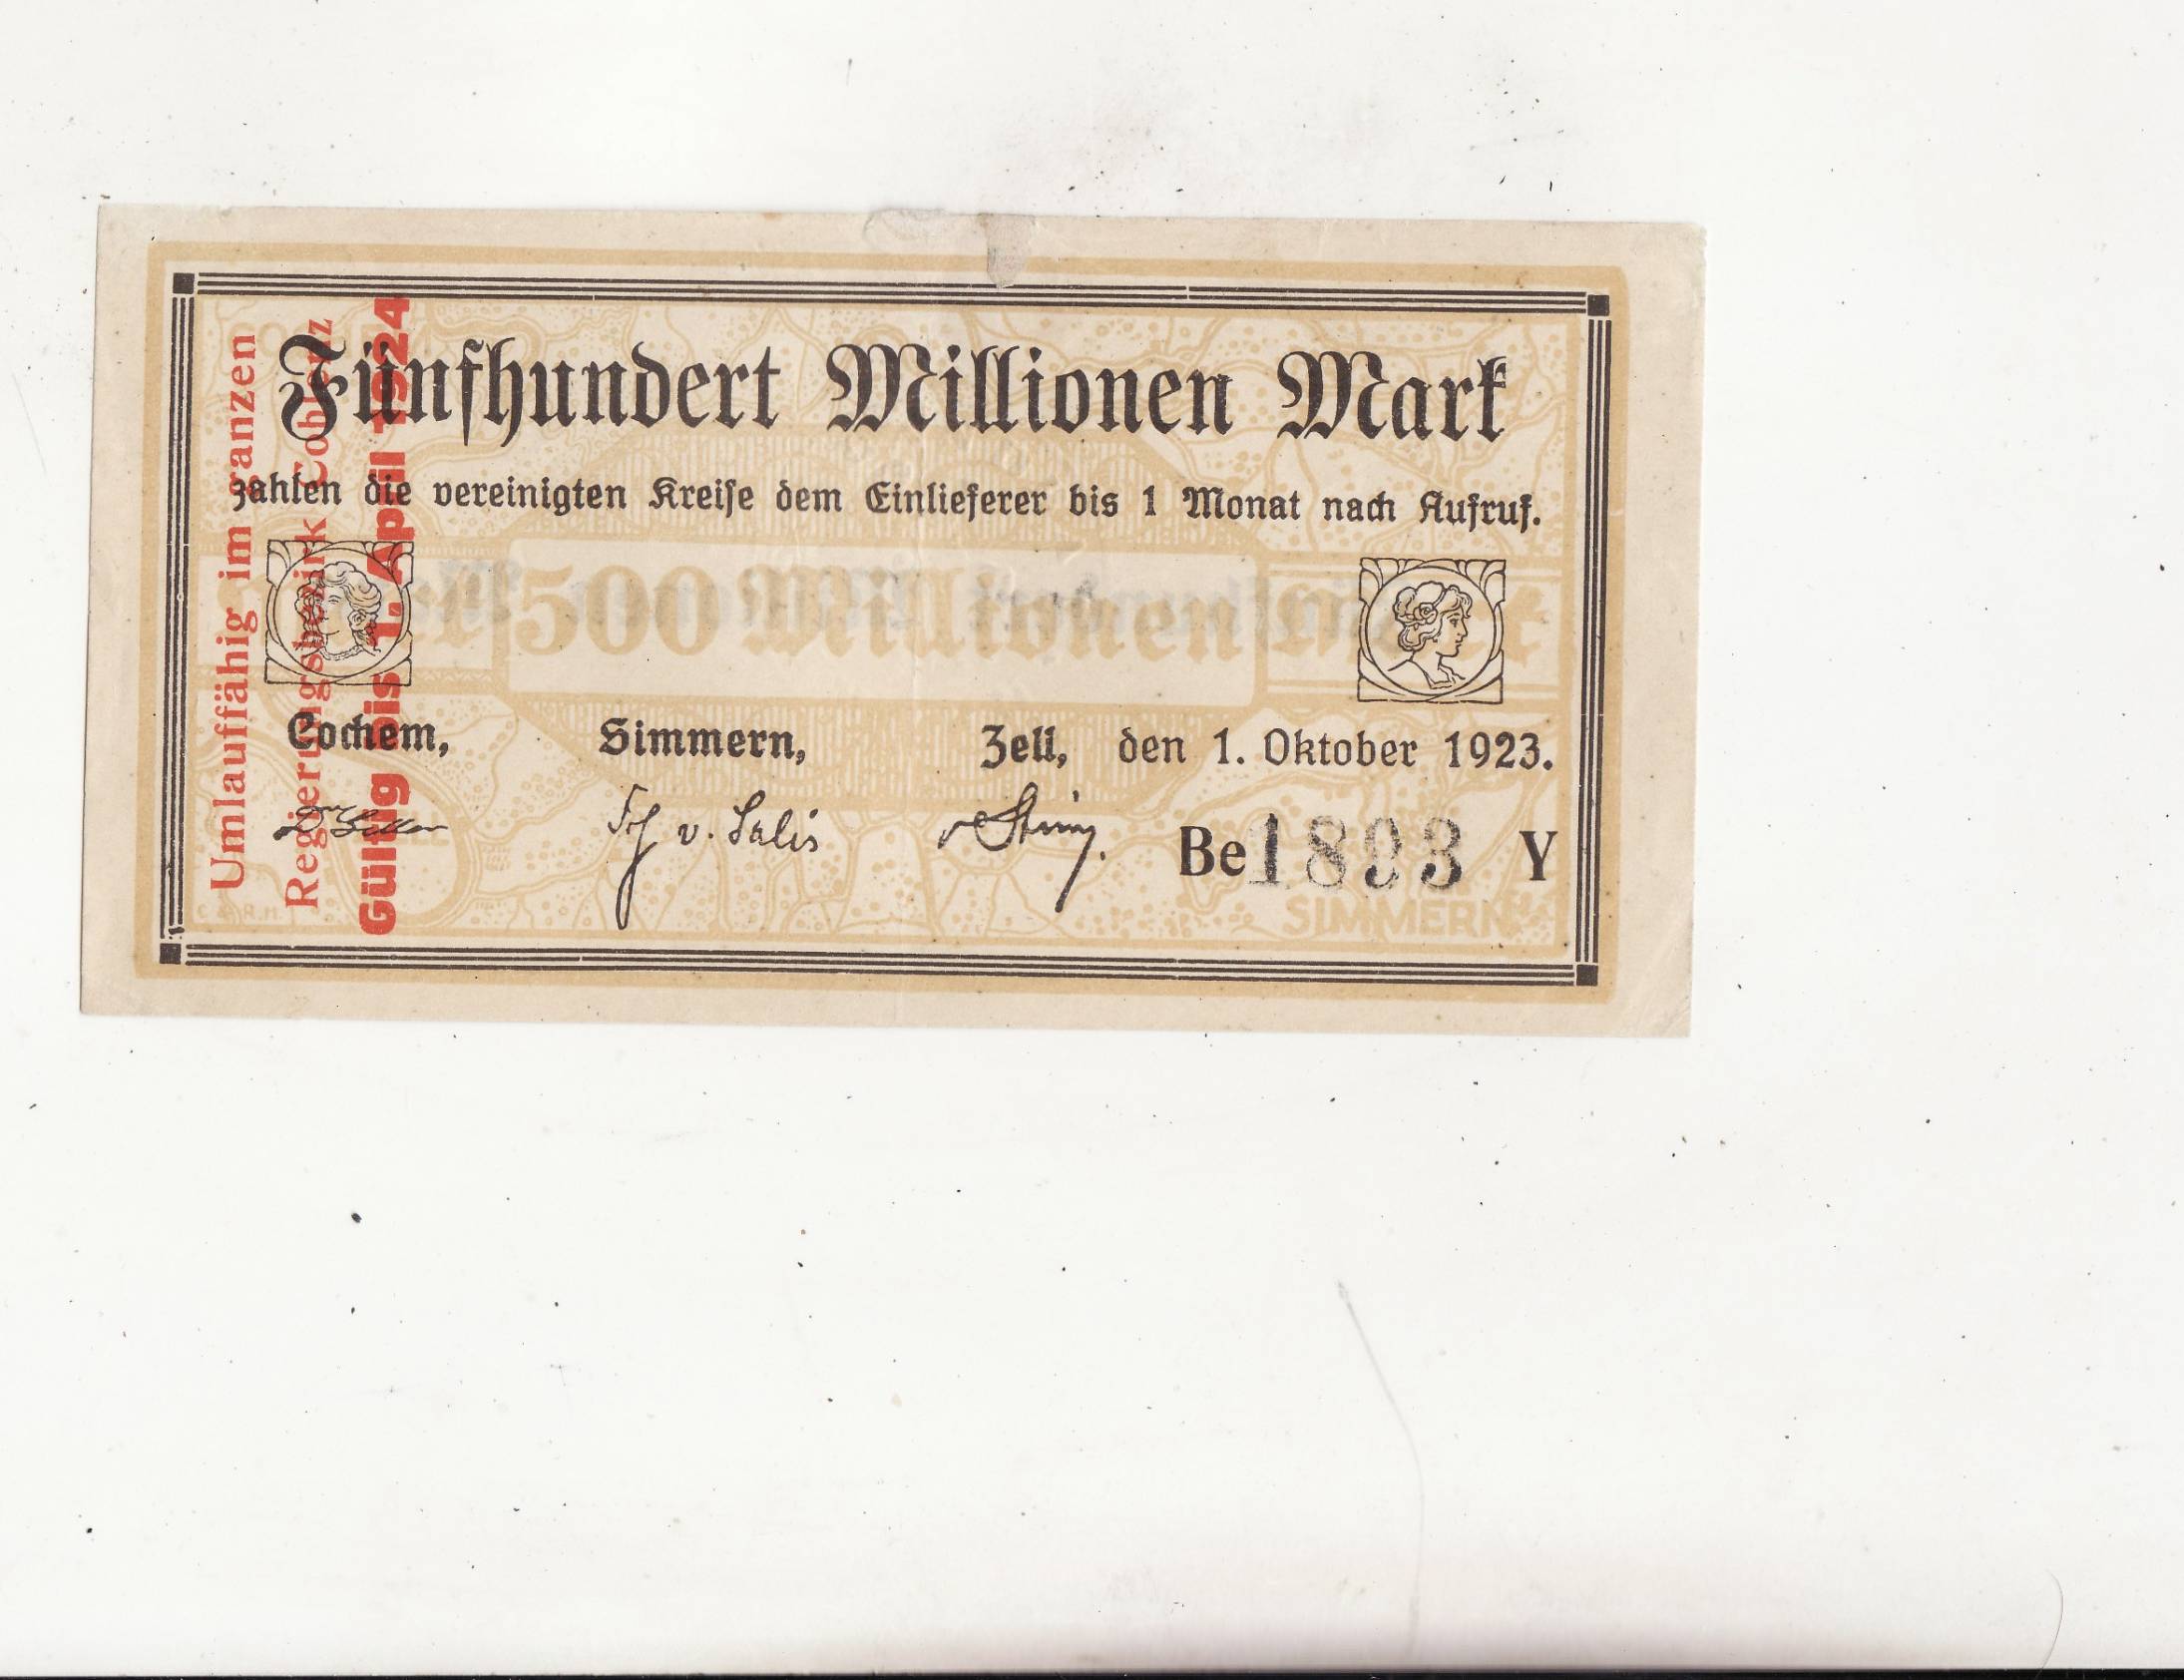 Fünfhundert Millionen Mark
zahlen die vereinigten Kreise dem Einlieferer bis 1 Monat nach Aufruf.
500 Millionen
Cochem, Simmern, Zell, den 1. Oktober 1923.
v. Salis
Be 1893 Y
SIMMERN
Umlauffähig im ganzen
Regierungsbezirk Coblenz
Gültig bis 1. April 1924